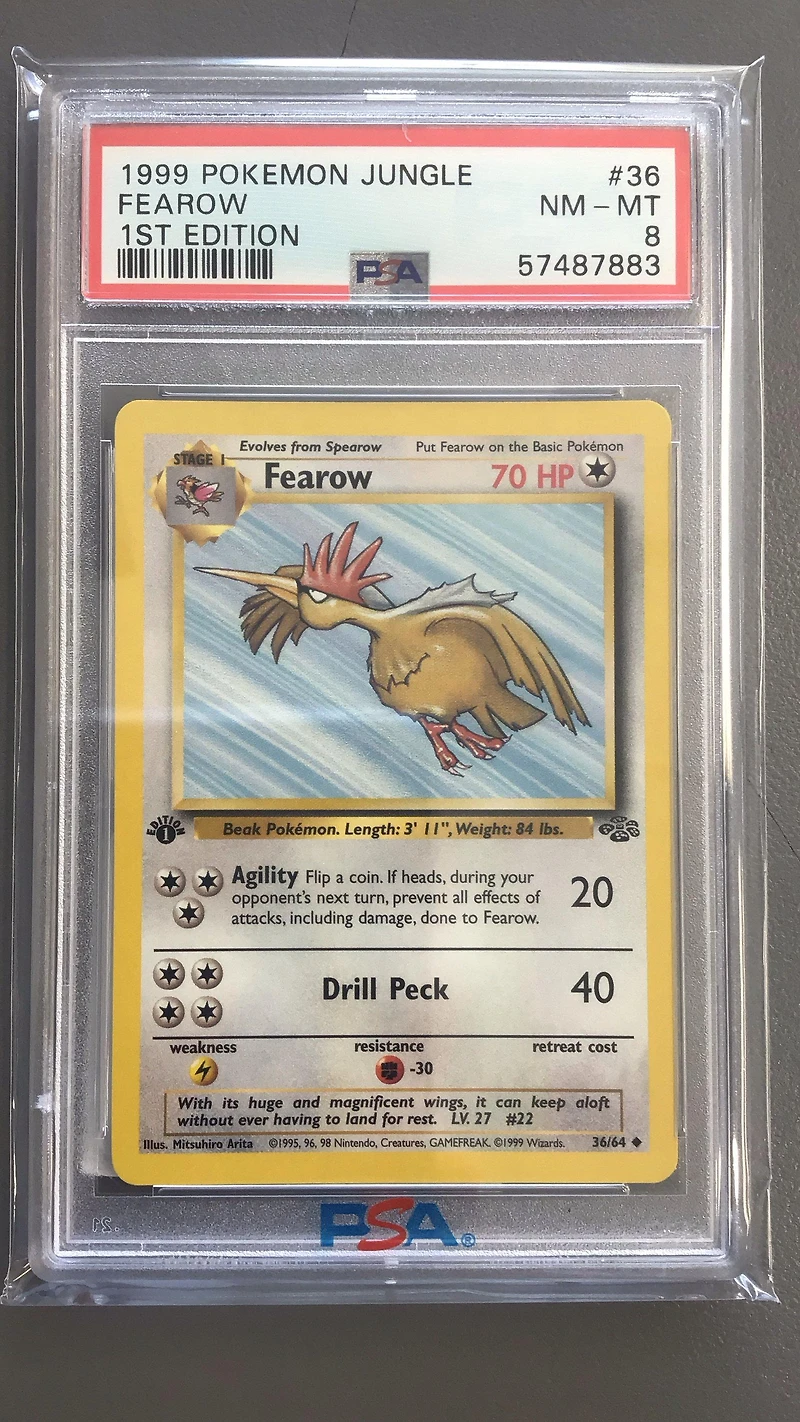 1999 POKEMON JUNGLE #36
FEAROW NM - MT
1ST EDITION 8
PSA 57487883
Evolves from Spearow Put Fearow on the Basic Pokémon
STAGE 1
Fearow 70 HP
EDITION
1
Beak Pokémon. Length: 3' 11", Weight: 84 lbs.
Agility Flip a coin. If heads, during your
opponent's next turn, prevent all effects of
attacks, including damage, done to Fearow.
20
Drill Peck 40
weakness resistance retreat cost
-30
With its huge and magnificent wings, it can keep aloft
without ever having to land for rest. LV. 27 #22
Illus. Mitsuhiro Arita ©1995, 96, 98 Nintendo, Creatures, GAMEFREAK. ©1999 Wizards. 36/64
PSA®